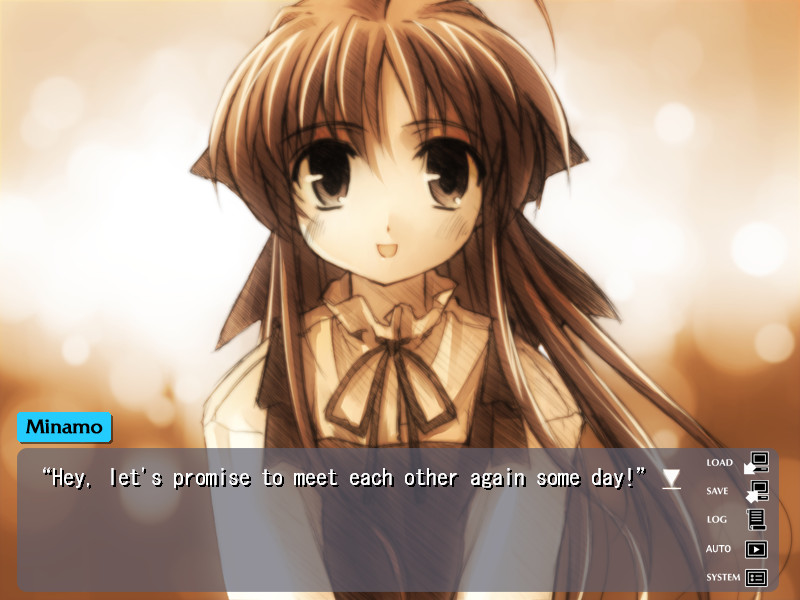 Minamo
“Hey, let's promise to meet each other again some day!”
LOAD
SAVE
LOG
AUTO
SYSTEM